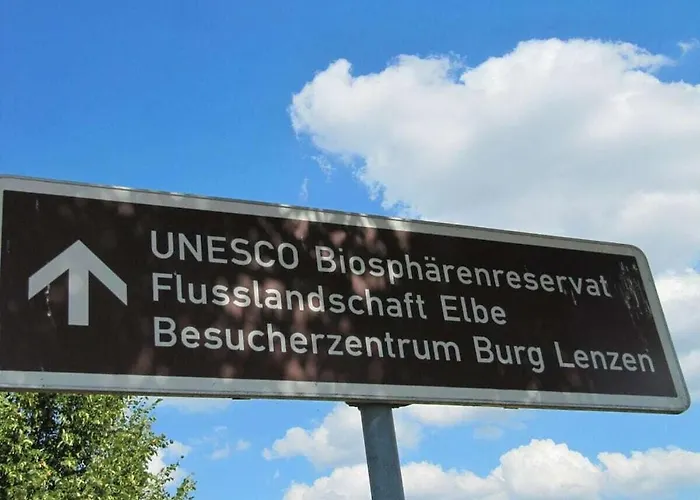 UNESCO Biosphärenreservat
Flusslandschaft Elbe
Besucherzentrum Burg Lenzen